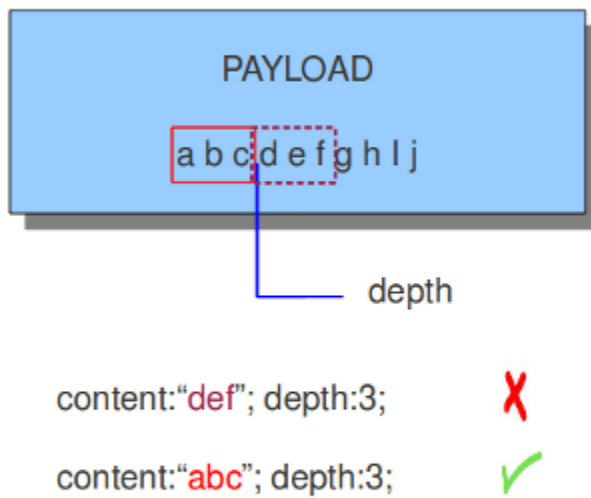 PAYLOAD
a b c d e f g h I j
depth
content:“def”; depth:3;
content:“abc”; depth:3;